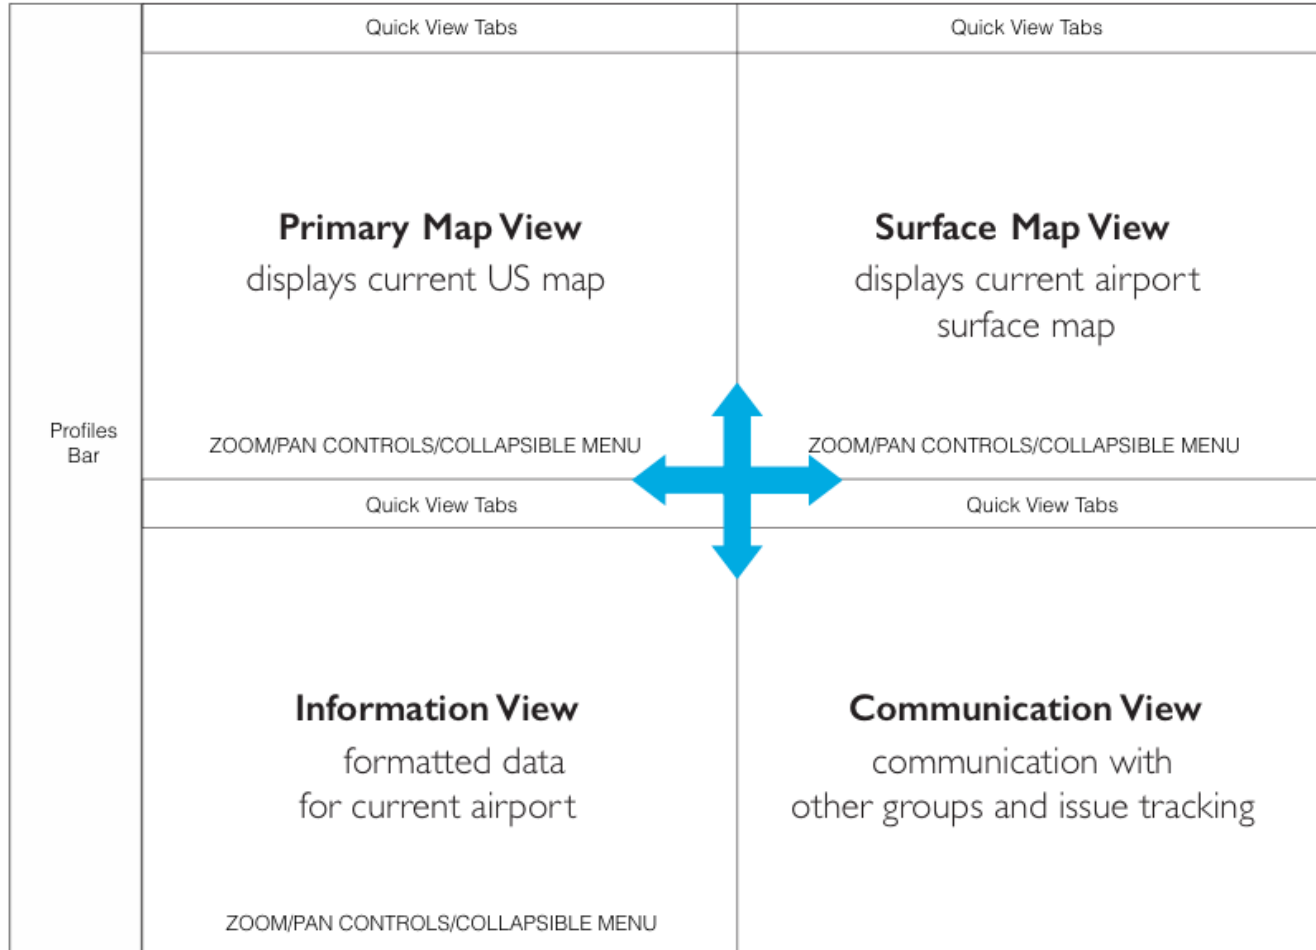 Quick View Tabs
Quick View Tabs
Primary Map View
displays current US map
ZOOM/PAN CONTROLS/COLLAPSIBLE MENU
Surface Map View
displays current airport
surface map
ZOOM/PAN CONTROLS/COLLAPSIBLE MENU
Profiles
Bar
Quick View Tabs
Quick View Tabs
Information View
formatted data
for current airport
ZOOM/PAN CONTROLS/COLLAPSIBLE MENU
Communication View
communication with
other groups and issue tracking